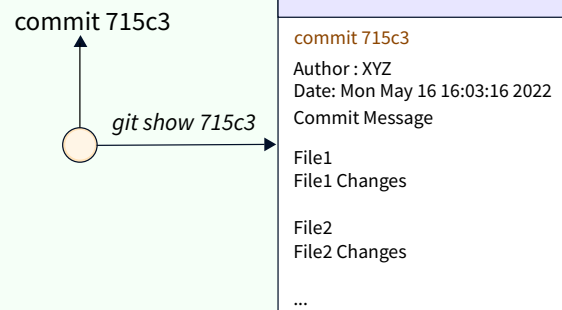 commit 715c3
git show 715c3
commit 715c3
Author : XYZ
Date: Mon May 16 16:03:16 2022
Commit Message
File1
File1 Changes
File2
File2 Changes
...